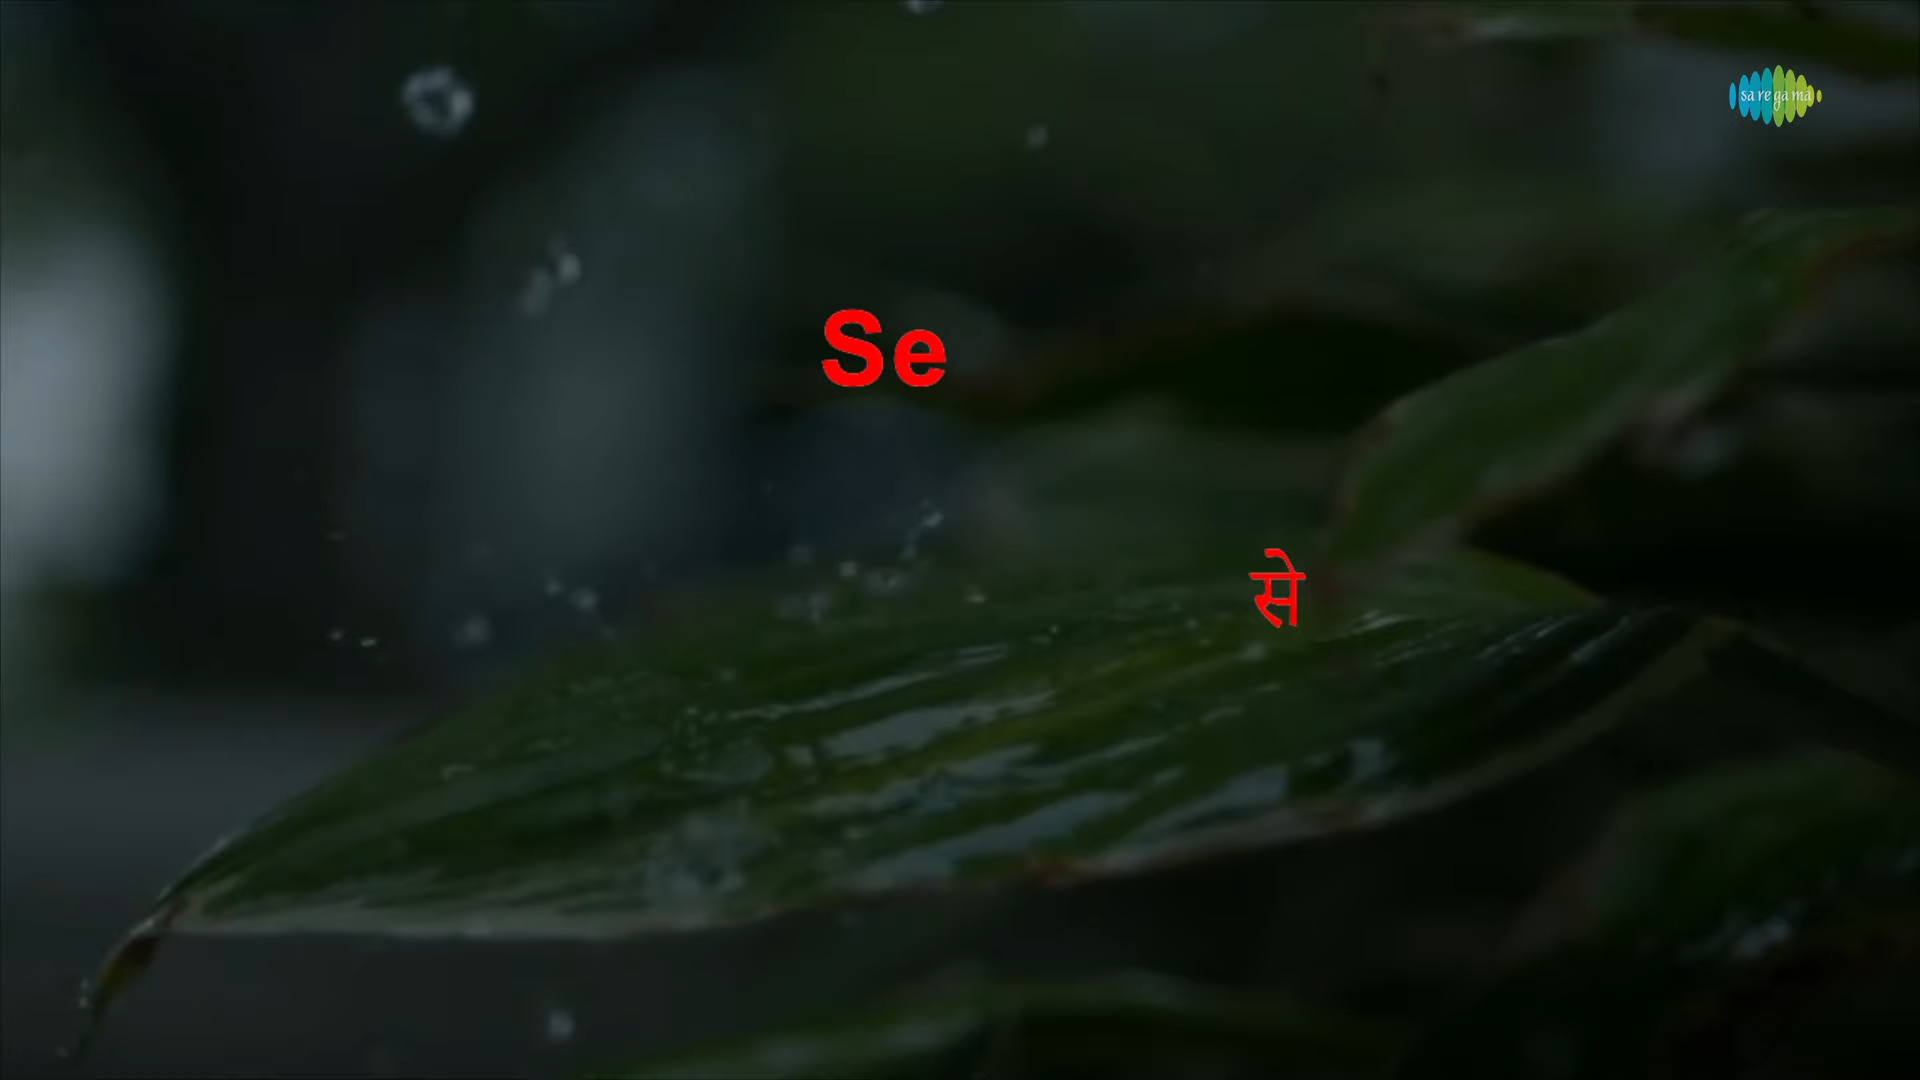 sa re ga ma
Se
से